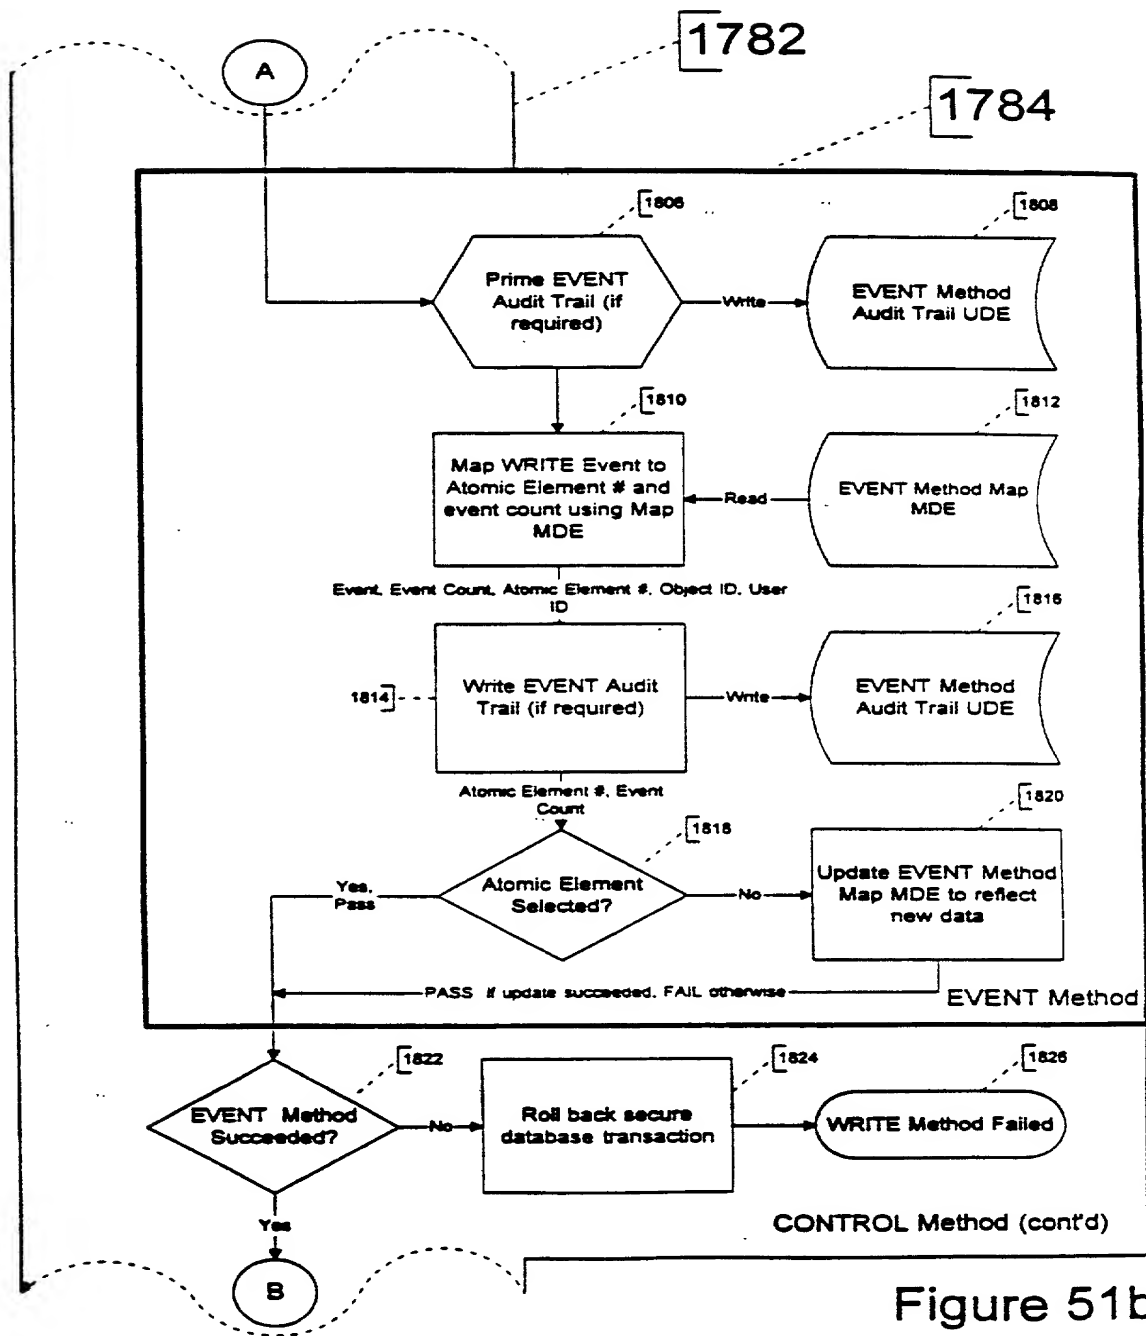 1782
A
1784
1806
1808
Prime EVENT
Audit Trail (if
required)
Write
EVENT Method
Audit Trail UDE
1810
1812
Map WRITE Event to
Atomic Element # and
event count using Map
MDE
Read
EVENT Method Map
MDE
Event, Event Count, Atomic Element #, Object ID, User
ID
1816
1814
Write EVENT Audit
Trail (if required)
Write
EVENT Method
Audit Trail UDE
Atomic Element #, Event
Count
1818
1820
Yes,
Pass
Atomic Element
Selected?
No
Update EVENT Method
Map MDE to reflect
new data
PASS if update succeeded, FAIL otherwise
EVENT Method
1822
1824
1826
EVENT Method
Succeeded?
No
Roll back secure
database transaction
WRITE Method Failed
Yes
CONTROL Method (cont'd)
B
Figure 51b